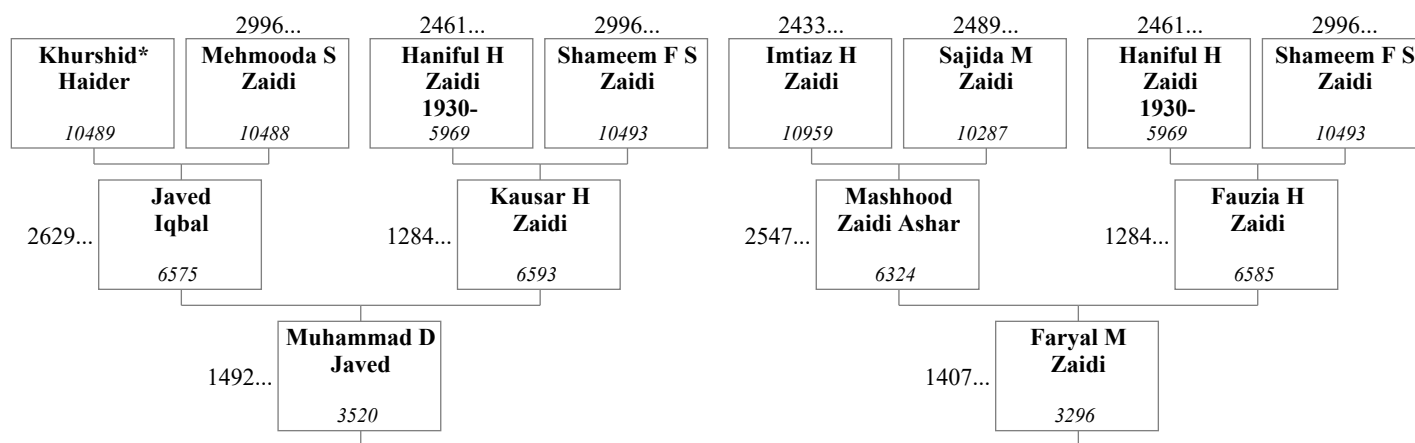 2996... 2461... 2996... 2433... 2489... 2461... 2996...
Khurshid* Haider 10489
Mehmooda S Zaidi 10488
Haniful H Zaidi 1930- 5969
Shameem F S Zaidi 10493
Imtiaz H Zaidi 10959
Sajida M Zaidi 10287
Haniful H Zaidi 1930- 5969
Shameem F S Zaidi 10493
2629...
Javed Iqbal 6575
1284...
Kausar H Zaidi 6593
2547...
Mashhood Zaidi Ashar 6324
1284...
Fauzia H Zaidi 6585
1492...
Muhammad D Javed 3520
1407...
Faryal M Zaidi 3296